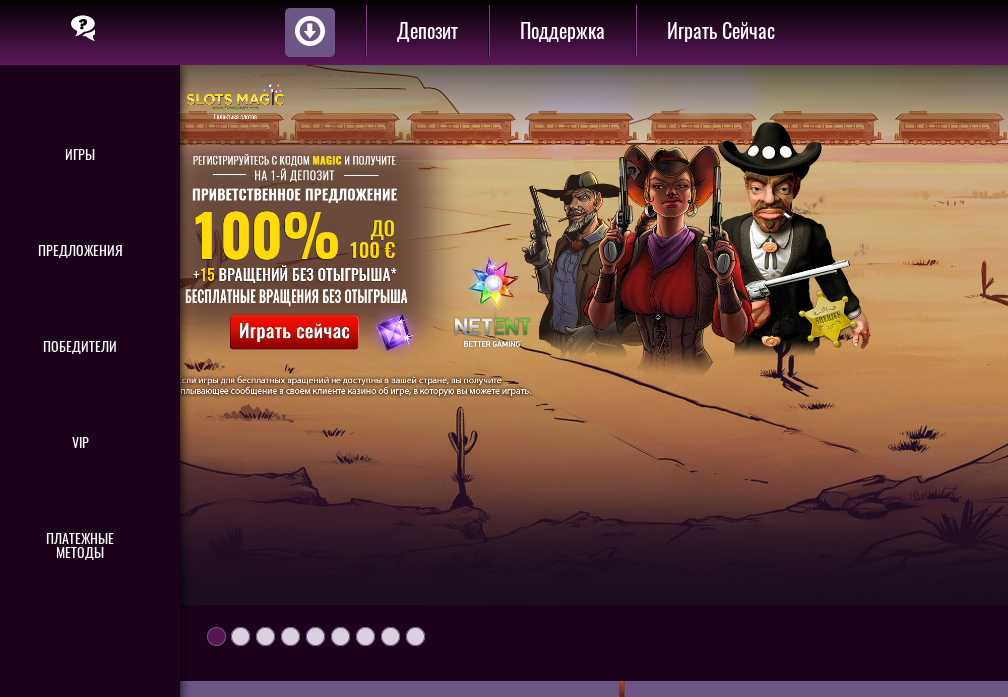 Депозит
Поддержка
Играть Сейчас
ИГРЫ
ПРЕДЛОЖЕНИЯ
ПОБЕДИТЕЛИ
VIP
ПЛАТЕЖНЫЕ
МЕТОДЫ
SLOTS MAGIC
Галактика слотов
РЕГИСТРИРУЙТЕСЬ С КОДОМ MAGIC И ПОЛУЧИТЕ
НА 1-Й ДЕПОЗИТ
ПРИВЕТСТВЕННОЕ ПРЕДЛОЖЕНИЕ
100% ДО
100 €
+15 ВРАЩЕНИЙ БЕЗ ОТЫГРЫША*
БЕСПЛАТНЫЕ ВРАЩЕНИЯ БЕЗ ОТЫГРЫША
Играть сейчас
NETENT
BETTER GAMING
SHERIFF
сли игры для бесплатных вращений не доступны в вашей стране, вы получите
плывающее сообщение в своем клиенте казино об игре, в которую вы можете играть.